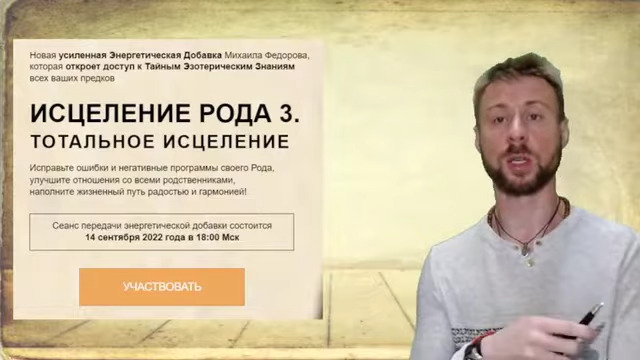 Новая усиленная Энергетическая Добавка Михаила Федорова,
которая откроет доступ к Тайным Эзотерическим Знаниям
всех ваших предков
ИСЦЕЛЕНИЕ РОДА 3.
ТОТАЛЬНОЕ ИСЦЕЛЕНИЕ
Исправьте ошибки и негативные программы своего Рода,
улучшите отношения со всеми родственниками,
наполните жизненный путь радостью и гармонией!
Сеанс передачи энергетической добавки состоится
14 сентября 2022 года в 18:00 Мск
УЧАСТВОВАТЬ